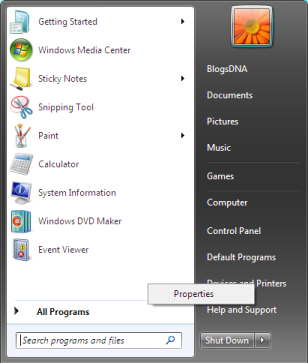 Getting Started
Windows Media Center
Sticky Notes
Snipping Tool
Paint
Calculator
System Information
Windows DVD Maker
Event Viewer
All Programs
Search programs and files
BlogsDNA
Documents
Pictures
Music
Games
Computer
Control Panel
Default Programs
Devices and Printers
Properties
Help and Support
Shut Down